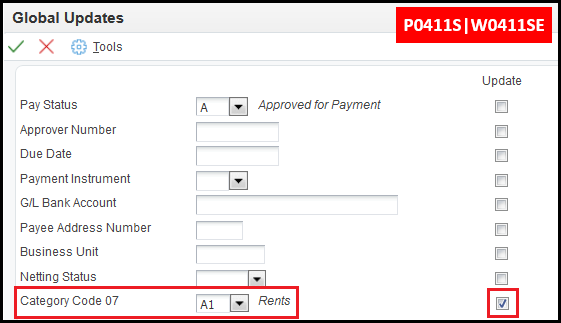 Global Updates
P0411S|W0411SE
Tools
Update
Pay Status A Approved for Payment
Approver Number
Due Date
Payment Instrument
G/L Bank Account
Payee Address Number
Business Unit
Netting Status
Category Code 07 A1 Rents